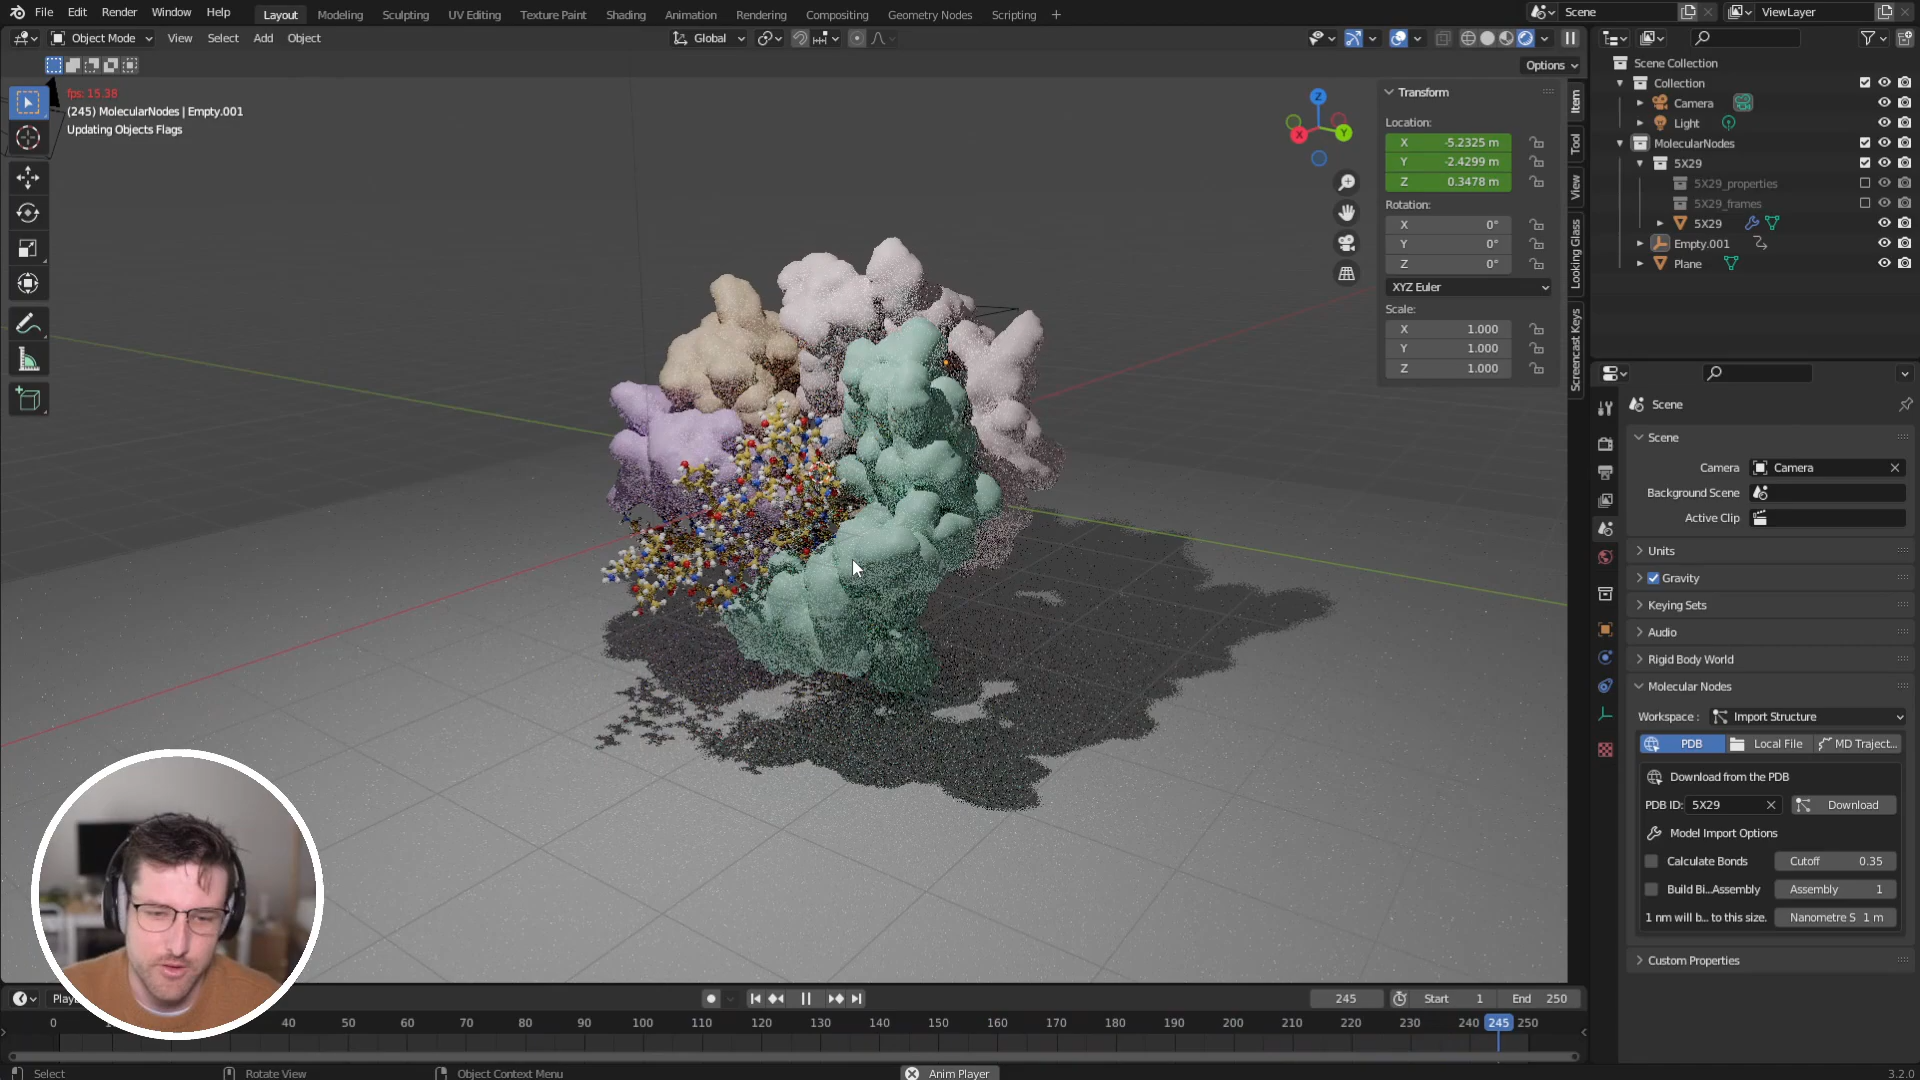 File Edit Render Window Help
Layout Modeling Sculpting UV Editing Texture Paint Shading Animation Rendering Compositing Geometry Nodes Scripting +
Scene
ViewLayer
Object Mode View Select Add Object
Global
Options
fps: 15.38
(245) MolecularNodes | Empty.001
Updating Objects Flags
Z
X
Y
Transform
Location:
X -5.2325 m
Y -2.4299 m
Z 0.3478 m
Rotation:
X 0°
Y 0°
Z 0°
XYZ Euler
Scale:
X 1.000
Y 1.000
Z 1.000
Item
Tool
View
Looking Glass
Screencast Keys
Scene Collection
Collection
Camera
Light
MolecularNodes
5X29
5X29_properties
5X29_frames
5X29
Empty.001
Plane
Scene
Scene
Camera Camera
Background Scene
Active Clip
Units
Gravity
Keying Sets
Audio
Rigid Body World
Molecular Nodes
Workspace : Import Structure
PDB Local File MD Traject...
Download from the PDB
PDB ID: 5X29 Download
Model Import Options
Calculate Bonds Cutoff 0.35
Build Bi...Assembly Assembly 1
1 nm will b... to this size. Nanometre S 1 m
Custom Properties
245 Start 1 End 250
0 40 50 60 70 80 90 100 110 120 130 140 150 160 170 180 190 200 210 220 230 240 245 250
Select Rotate View Object Context Menu Anim Player 3.2.0